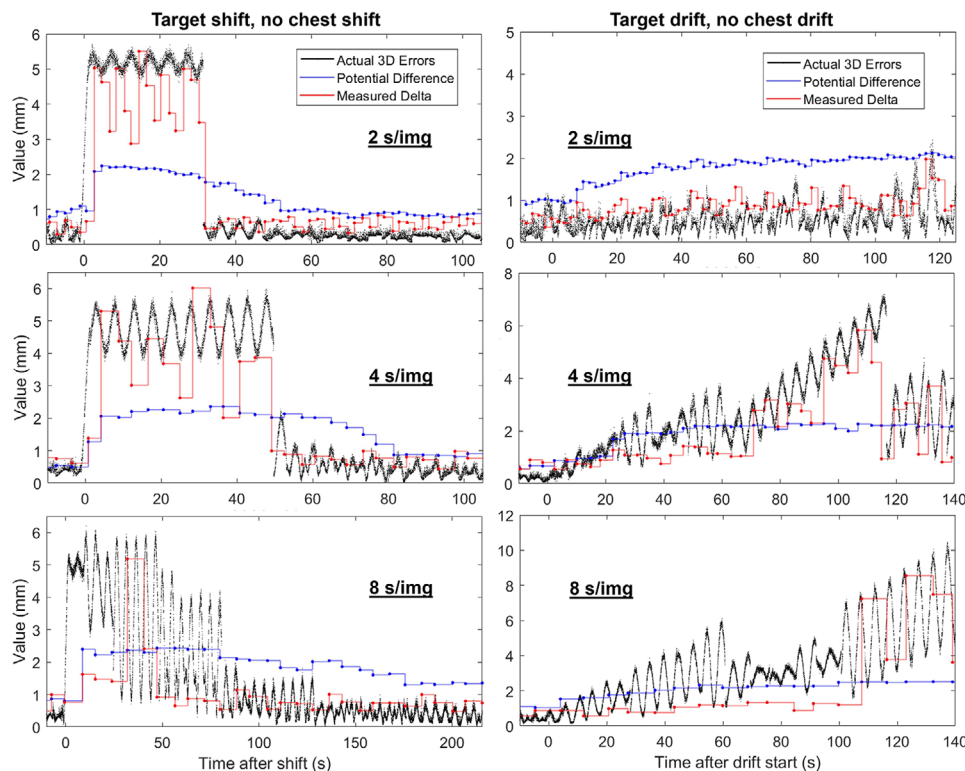 Target shift, no chest shift
Target drift, no chest drift
6
5
4
3
2
1
0
Value (mm)
Actual 3D Errors
Potential Difference
Measured Delta
2 s/img
0 20 40 60 80 100
5
4
3
2
1
0
Actual 3D Errors
Potential Difference
Measured Delta
2 s/img
0 20 40 60 80 100 120
6
5
4
3
2
1
0
Value (mm)
4 s/img
0 20 40 60 80 100
8
6
4
2
0
4 s/img
0 20 40 60 80 100 120 140
6
5
4
3
2
1
0
Value (mm)
8 s/img
0 50 100 150 200
Time after shift (s)
12
10
8
6
4
2
0
8 s/img
0 20 40 60 80 100 120 140
Time after drift start (s)